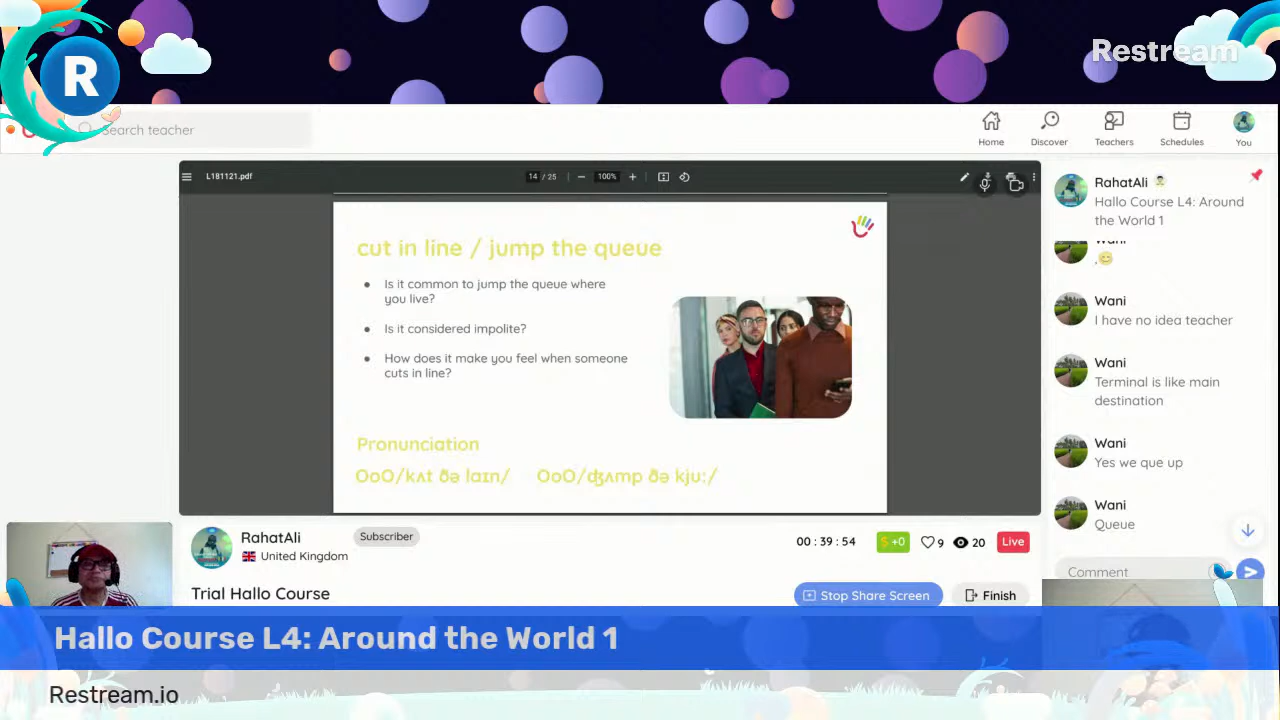 R
Restream
Search teacher
Home
Discover
Teachers
Schedules
You
L181121.pdf
14 / 25
100%
cut in line / jump the queue
Is it common to jump the queue where
you live?
Is it considered impolite?
How does it make you feel when someone
cuts in line?
Pronunciation
OoO/kʌt ðə laɪn/ OoO/ʤʌmp ðə kjuː/
RahatAli
Hallo Course L4: Around
the World 1
Wani
.
Wani
I have no idea teacher
Wani
Terminal is like main
destination
Wani
Yes we que up
Wani
Queue
Comment
RahatAli
Subscriber
United Kingdom
00 : 39 : 54
$ +0
9
20
Live
Trial Hallo Course
Stop Share Screen
Finish
Hallo Course L4: Around the World 1
Restream.io